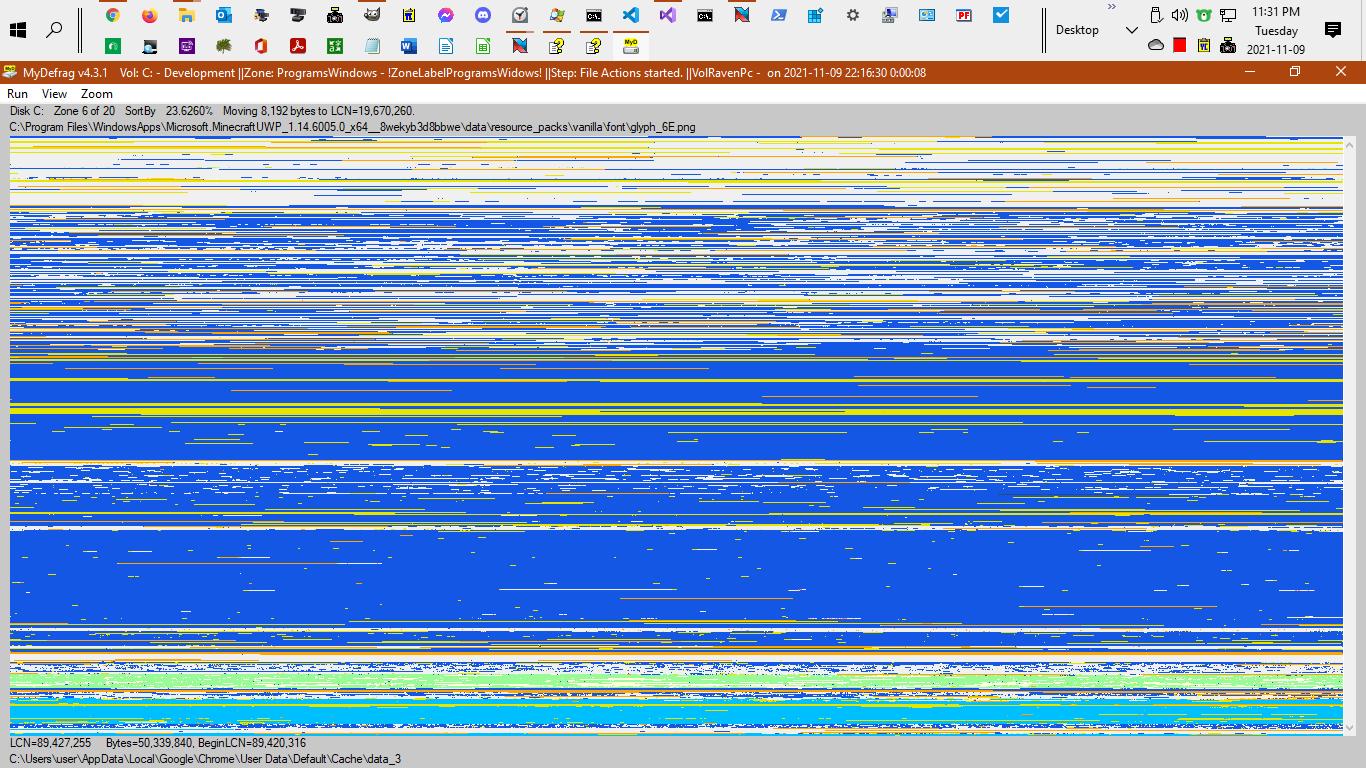 11:31 PM
Desktop
Tuesday
2021-11-09
MyDefrag v4.3.1 Vol: C: - Development ||Zone: ProgramsWindows - !ZoneLabelProgramsWidows! ||Step: File Actions started. ||VolRavenPc - on 2021-11-09 22:16:30 0:00:08
Run View Zoom
Disk C: Zone 6 of 20 SortBy 23.6260% Moving 8,192 bytes to LCN=19,670,260.
C:\Program Files\WindowsApps\Microsoft.MinecraftUWP_1.14.6005.0_x64__8wekyb3d8bbwe\data\resource_packs\vanilla\font\glyph_6E.png
LCN=89,427,255 Bytes=50,339,840, BeginLCN=89,420,316
C:\Users\user\AppData\Local\Google\Chrome\User Data\Default\Cache\data_3